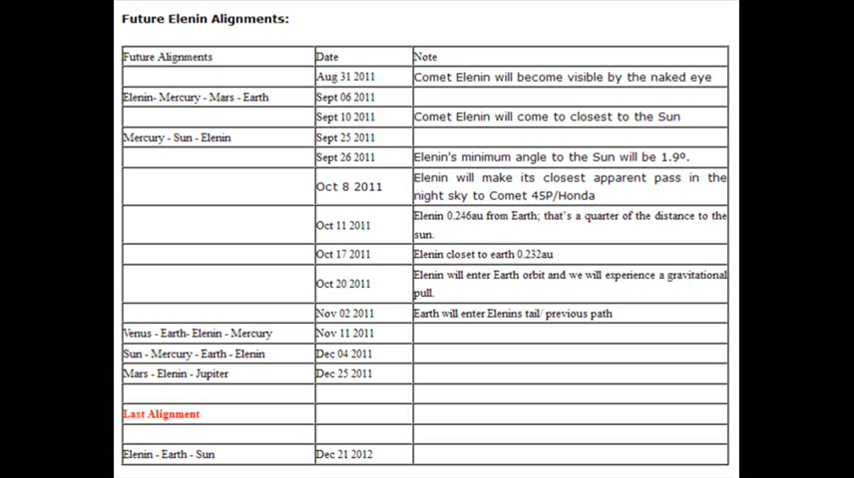 Future Elenin Alignments:
Future Alignments Date Note
Aug 31 2011 Comet Elenin will become visible by the naked eye
Elenin- Mercury - Mars - Earth Sept 06 2011
Sept 10 2011 Comet Elenin will come to closest to the Sun
Mercury - Sun - Elenin Sept 25 2011
Sept 26 2011 Elenin's minimum angle to the Sun will be 1.9º.
Oct 8 2011 Elenin will make its closest apparent pass in the
night sky to Comet 45P/Honda
Oct 11 2011 Elenin 0.246au from Earth; that`s a quarter of the distance to the
sun.
Oct 17 2011 Elenin closet to earth 0.232au
Oct 20 2011 Elenin will enter Earth orbit and we will experience a gravitational
pull.
Nov 02 2011 Earth will enter Elenins tail/ previous path
Venus - Earth- Elenin - Mercury Nov 11 2011
Sun - Mercury - Earth - Elenin Dec 04 2011
Mars - Elenin - Jupiter Dec 25 2011
Last Alignment
Elenin - Earth - Sun Dec 21 2012